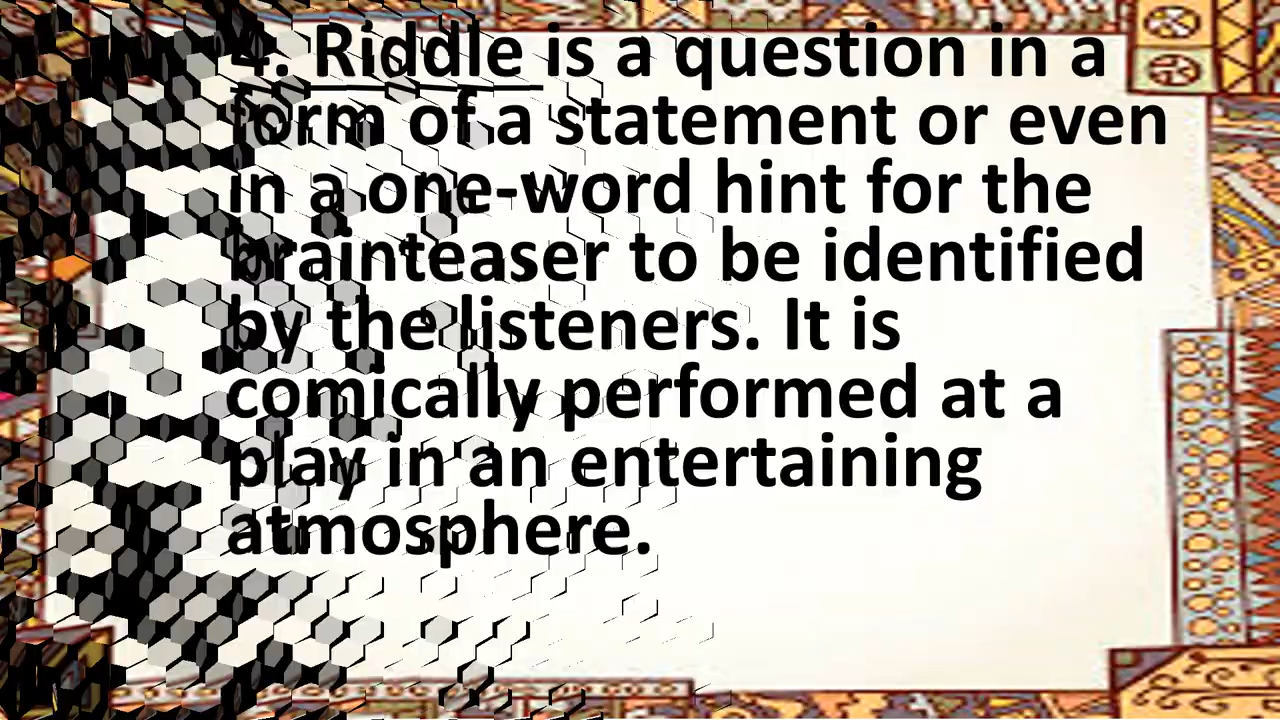 4. Riddle is a question in a
form of a statement or even
in a one-word hint for the
brainteaser to be identified
by the listeners. It is
comically performed at a
play in an entertaining
atmosphere.